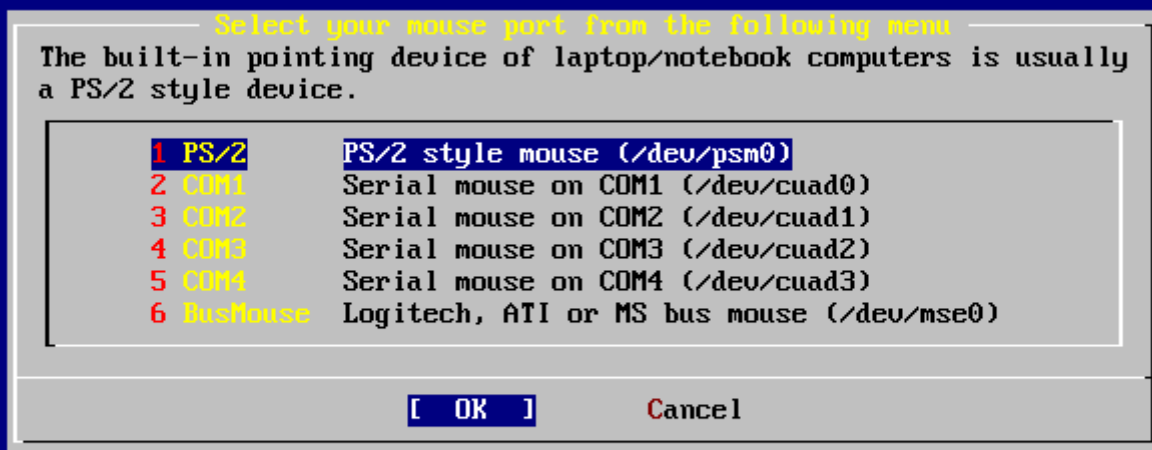 Select your mouse port from the following menu
The built-in pointing device of laptop/notebook computers is usually
a PS/2 style device.
1 PS/2 PS/2 style mouse (/dev/psm0)
2 COM1 Serial mouse on COM1 (/dev/cuad0)
3 COM2 Serial mouse on COM2 (/dev/cuad1)
4 COM3 Serial mouse on COM3 (/dev/cuad2)
5 COM4 Serial mouse on COM4 (/dev/cuad3)
6 BusMouse Logitech, ATI or MS bus mouse (/dev/mse0)
[ OK ] Cancel